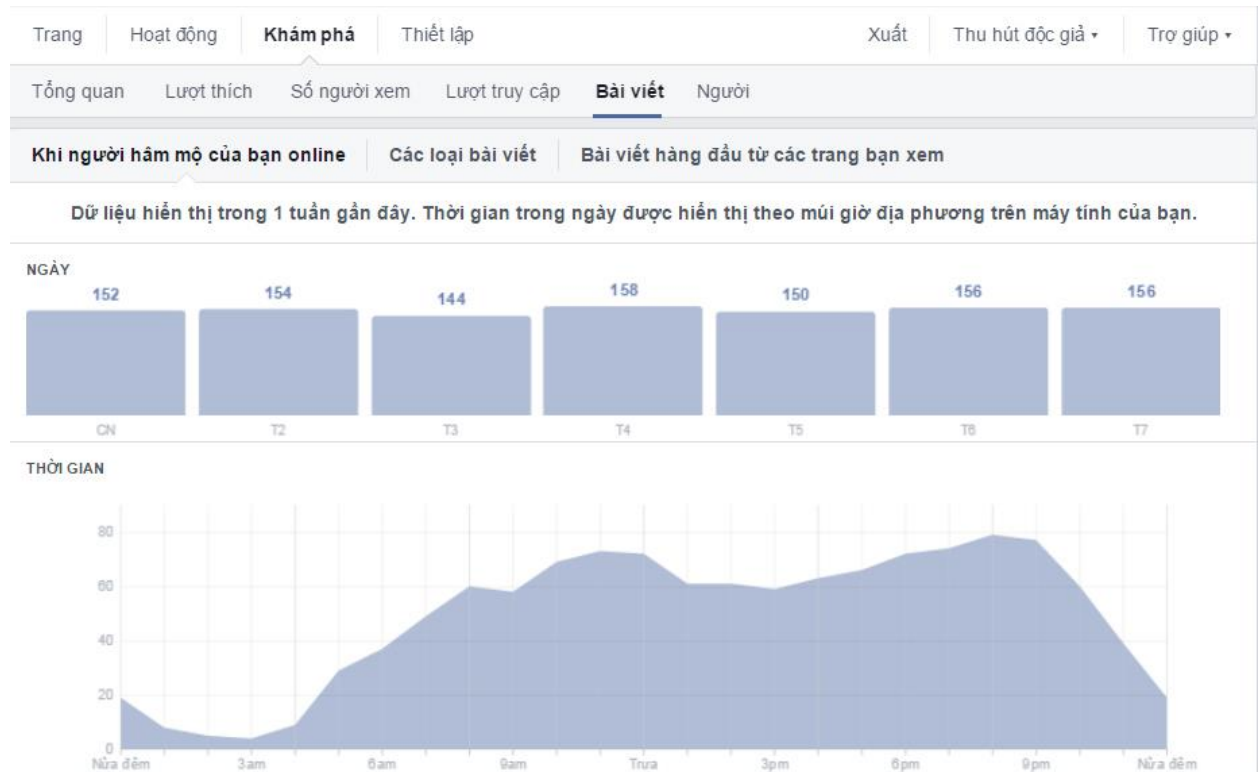 Trang Hoạt động Khám phá Thiết lập Xuất Thu hút độc giả ▾ Trợ giúp ▾
Tổng quan Lượt thích Số người xem Lượt truy cập Bài viết Người
Khi người hâm mộ của bạn online Các loại bài viết Bài viết hàng đầu từ các trang bạn xem
Dữ liệu hiển thị trong 1 tuần gần đây. Thời gian trong ngày được hiển thị theo múi giờ địa phương trên máy tính của bạn.
NGÀY
152 154 144 158 150 156 156
CN T2 T3 T4 T5 T6 T7
THỜI GIAN
80
60
40
20
0
Nửa đêm 3am 6am 9am Trưa 3pm 6pm 9pm Nửa đêm